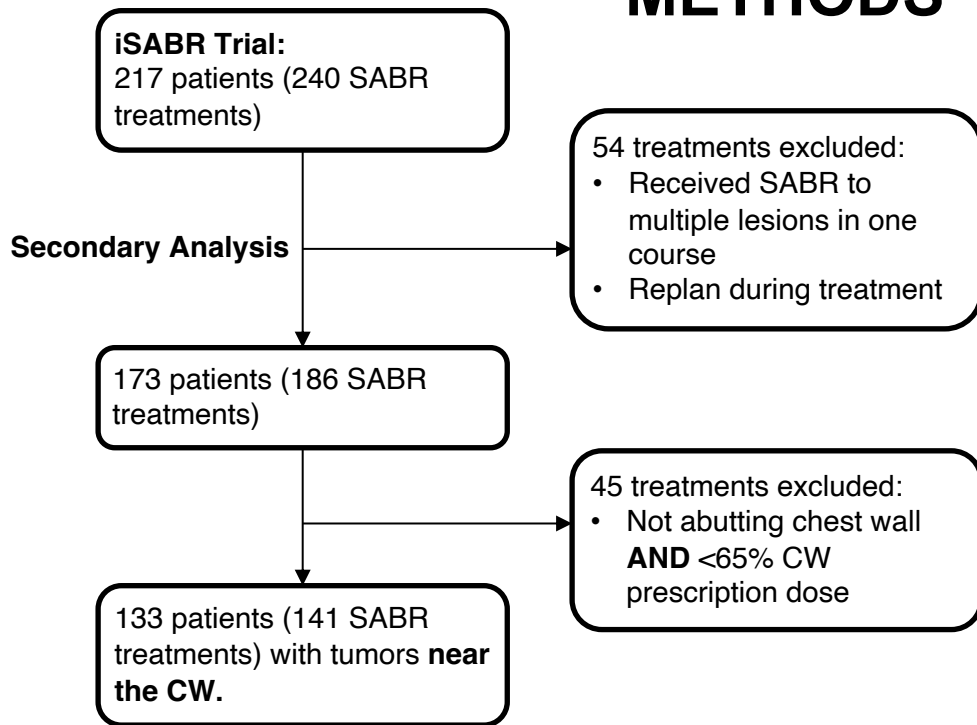 METHODS
iSABR Trial:
217 patients (240 SABR
treatments)
54 treatments excluded:
• Received SABR to
multiple lesions in one
course
• Replan during treatment
Secondary Analysis
173 patients (186 SABR
treatments)
45 treatments excluded:
• Not abutting chest wall
AND <65% CW
prescription dose
133 patients (141 SABR
treatments) with tumors near
the CW.